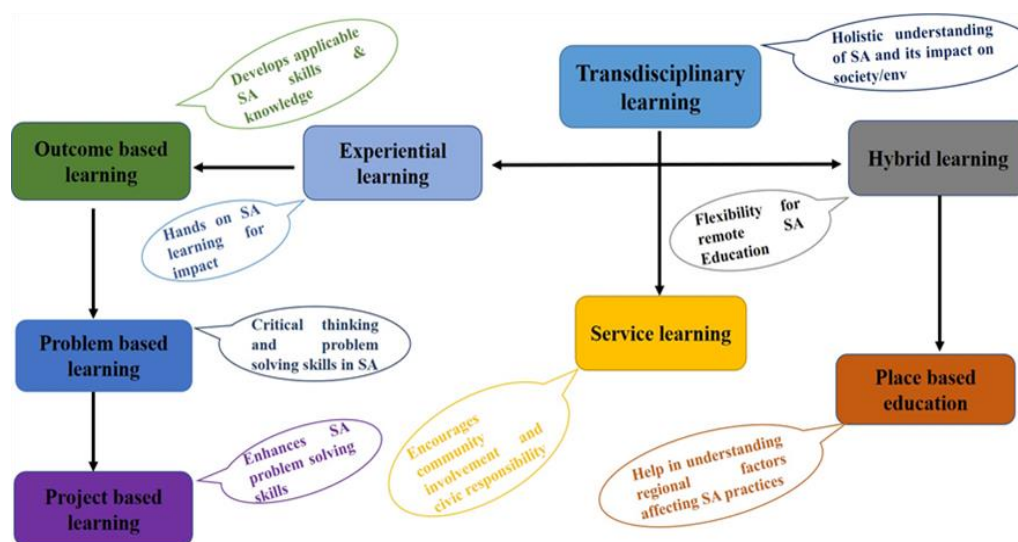 Holistic understanding
of SA and its impact on
society/env
Develops applicable
SA skills &
knowledge
Transdisciplinary
learning
Outcome based
learning
Experiential
learning
Hybrid learning
Hands on SA
learning for
impact
Flexibility for
remote SA
Education
Problem based
learning
Critical thinking
and problem
solving skills in SA
Service learning
Place based
education
Enhances SA
problem solving
skills
Encourages
community
involvement and
civic responsibility
Help in understanding
regional factors
affecting SA practices
Project based
learning